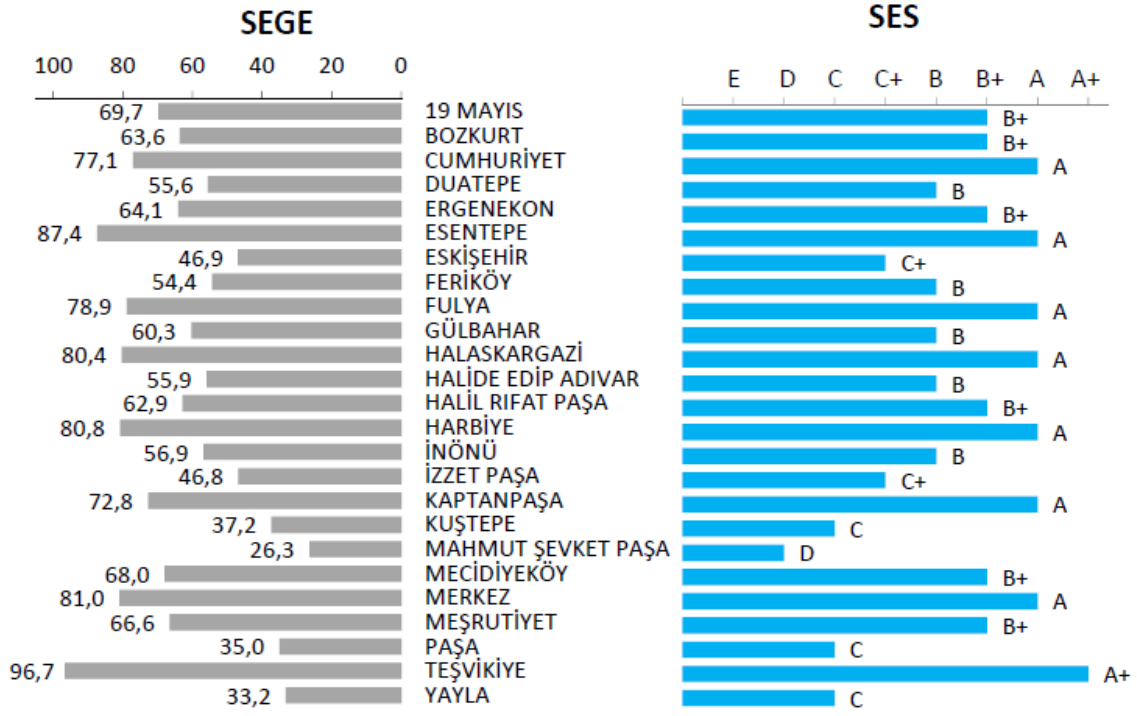 SEGE SES
100 80 60 40 20 0 E D C C+ B B+ A A+
69,7 19 MAYIS B+
63,6 BOZKURT B+
77,1 CUMHURİYET A
55,6 DUATEPE B
64,1 ERGENEKON B+
87,4 ESENTEPE A
46,9 ESKİŞEHİR C+
54,4 FERİKÖY B
78,9 FULYA A
60,3 GÜLBAHAR B
80,4 HALASKARGAZİ A
55,9 HALİDE EDİP ADIVAR B
62,9 HALİL RIFAT PAŞA B+
80,8 HARBİYE A
56,9 İNÖNÜ B
46,8 İZZET PAŞA C+
72,8 KAPTANPAŞA A
37,2 KUŞTEPE C
26,3 MAHMUT ŞEVKET PAŞA D
68,0 MECİDİYEKÖY B+
81,0 MERKEZ A
66,6 MEŞRUTİYET B+
35,0 PAŞA C
96,7 TEŞVİKİYE A+
33,2 YAYLA C